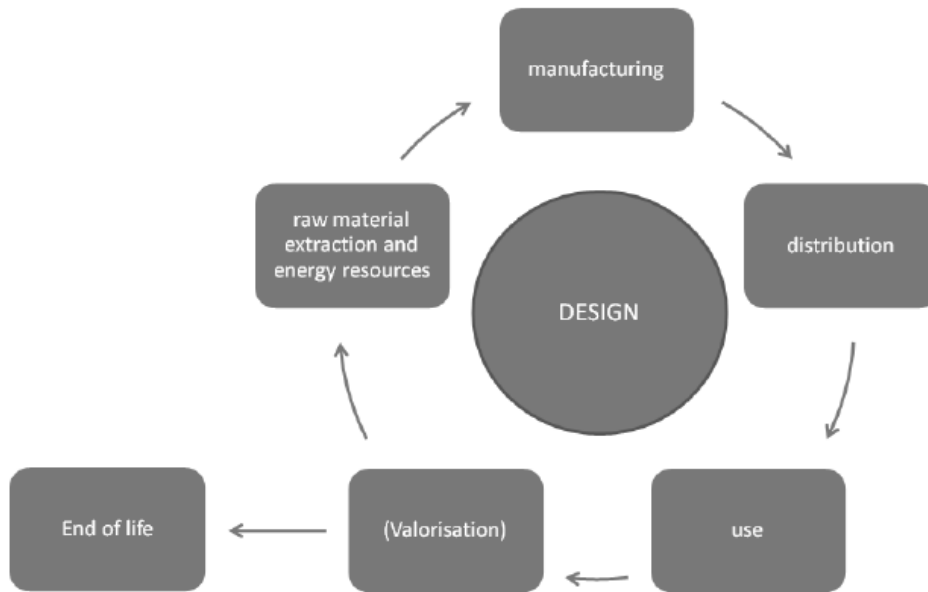 manufacturing
raw material
extraction and
energy resources
distribution
DESIGN
End of life
(Valorisation)
use